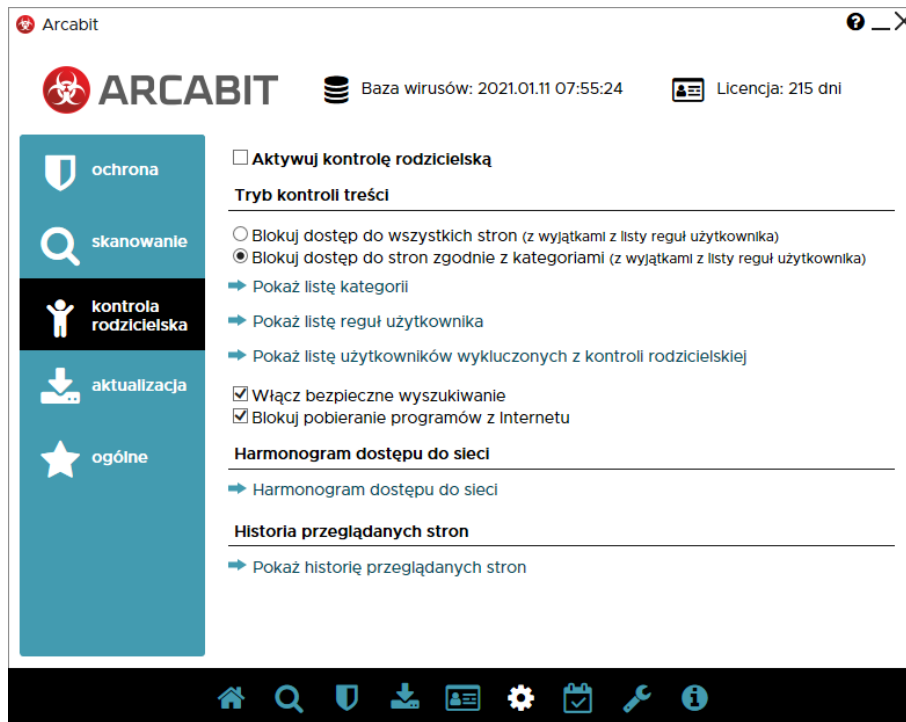 Arcabit
ARCABIT
Baza wirusów: 2021.01.11 07:55:24
Licencja: 215 dni
ochrona
skanowanie
kontrola
rodzicielska
aktualizacja
ogólne
Aktywuj kontrolę rodzicielską
Tryb kontroli treści
Blokuj dostęp do wszystkich stron (z wyjątkami z listy reguł użytkownika)
Blokuj dostęp do stron zgodnie z kategoriami (z wyjątkami z listy reguł użytkownika)
Pokaż listę kategorii
Pokaż listę reguł użytkownika
Pokaż listę użytkowników wykluczonych z kontroli rodzicielskiej
Włącz bezpieczne wyszukiwanie
Blokuj pobieranie programów z Internetu
Harmonogram dostępu do sieci
Harmonogram dostępu do sieci
Historia przeglądanych stron
Pokaż historię przeglądanych stron